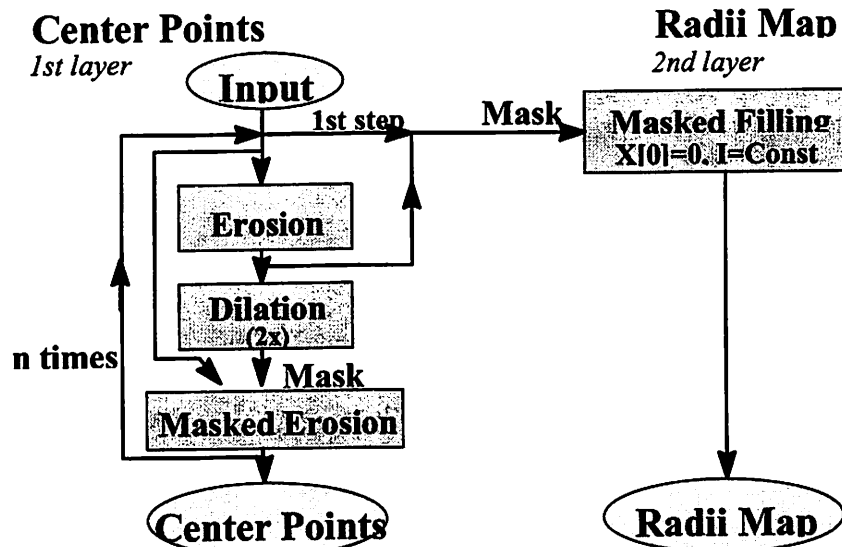 Center Points
1st layer
Radii Map
2nd layer
Input
1st step
Mask
Masked Filling
X[0]=0, I=Const
Erosion
Dilation
(2x)
n times
Mask
Masked Erosion
Center Points
Radii Map